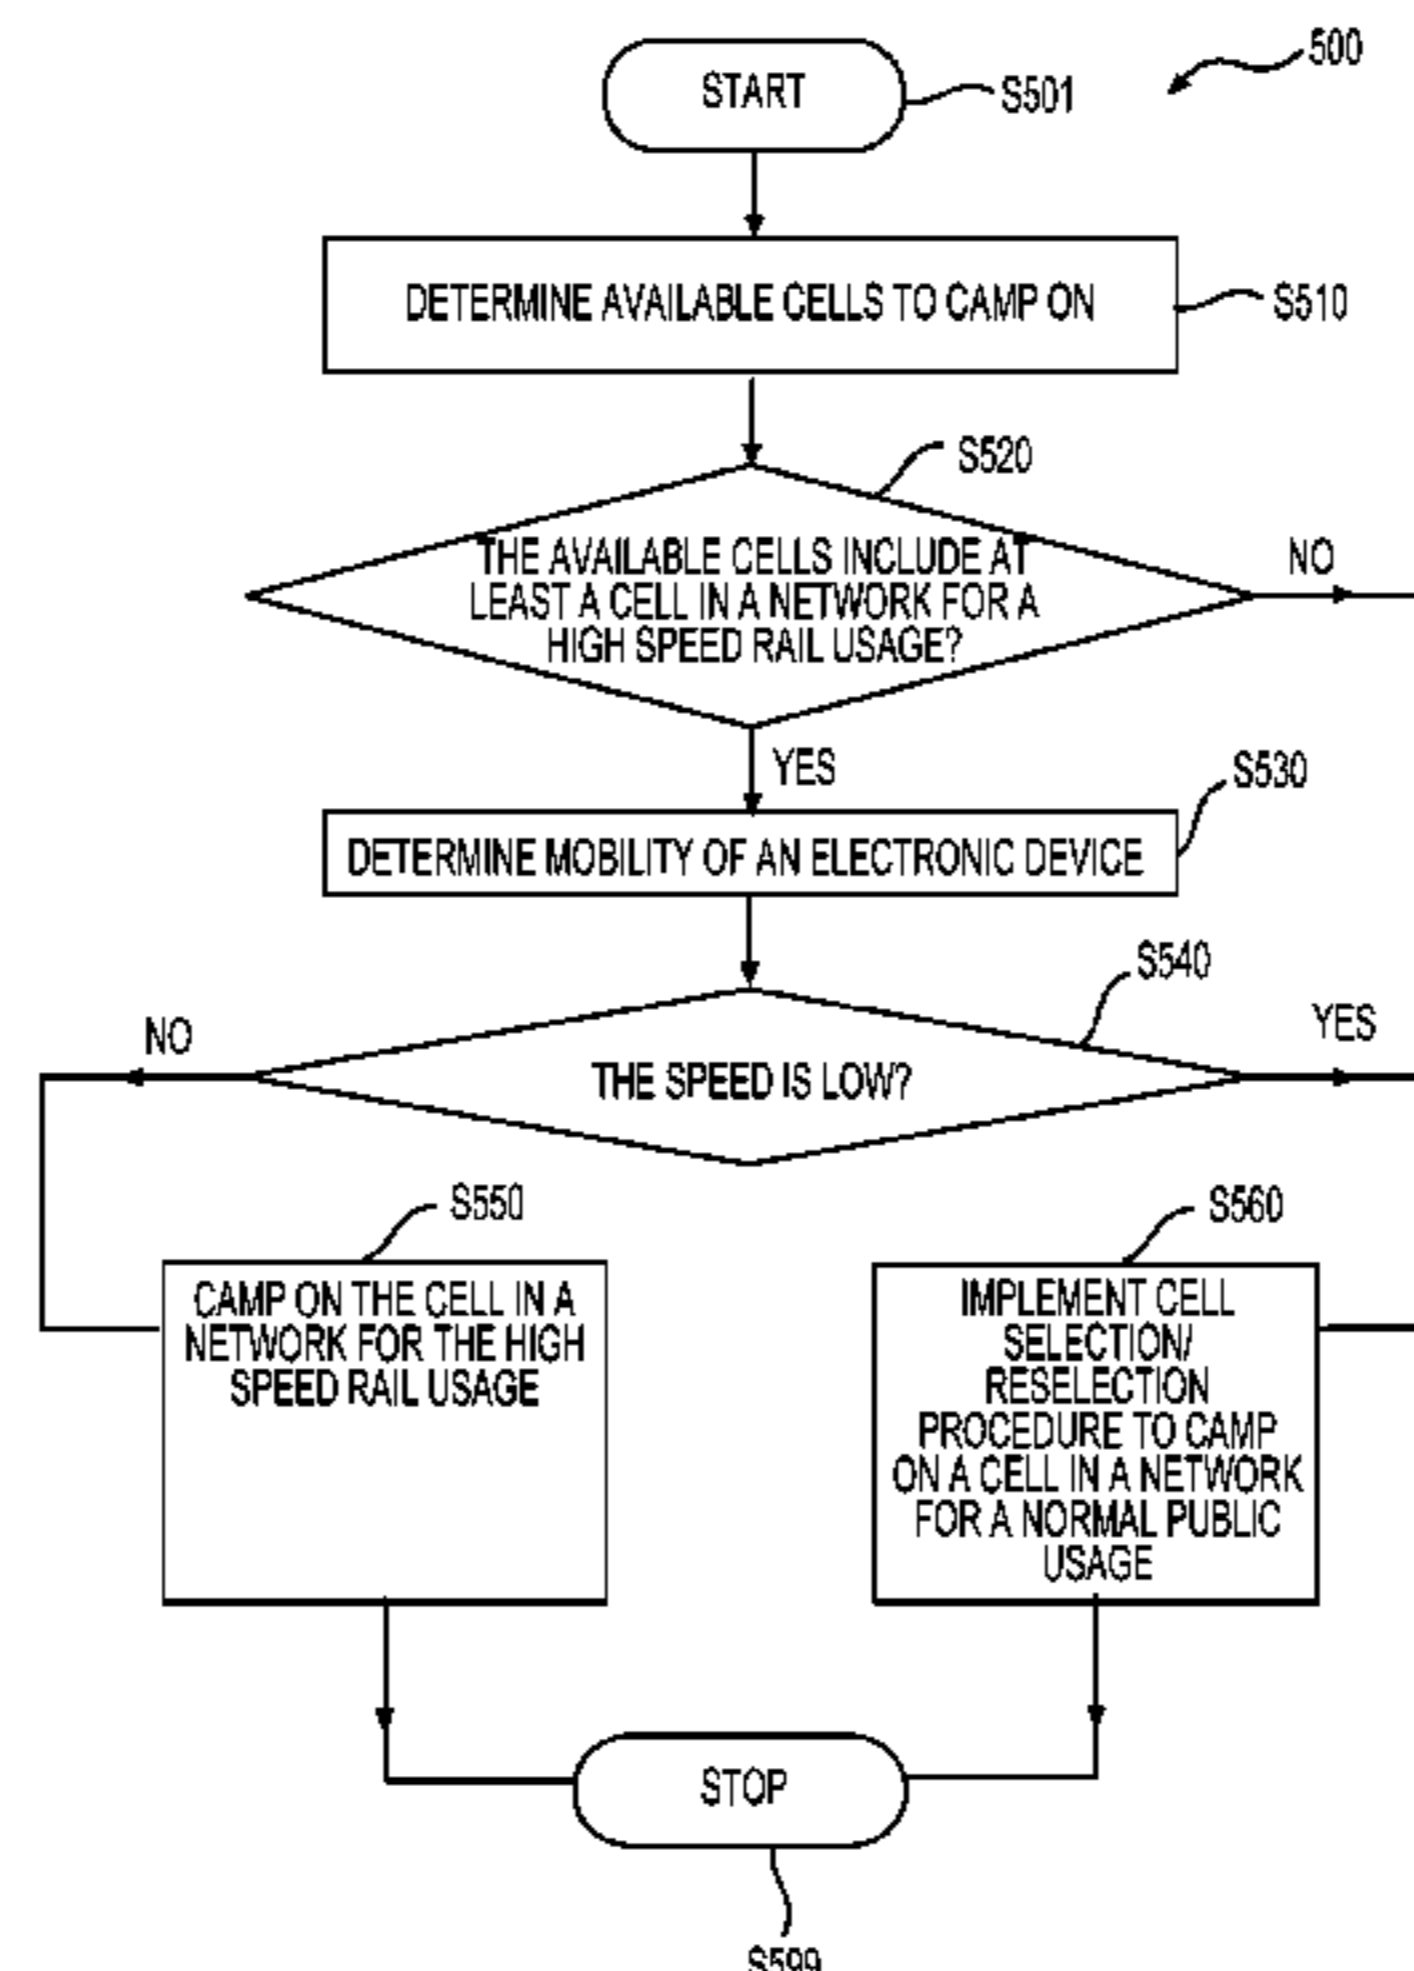 500
START
S501
DETERMINE AVAILABLE CELLS TO CAMP ON
S510
S520
THE AVAILABLE CELLS INCLUDE AT
LEAST A CELL IN A NETWORK FOR A
HIGH SPEED RAIL USAGE?
NO
YES
S530
DETERMINE MOBILITY OF AN ELECTRONIC DEVICE
S540
NO
YES
THE SPEED IS LOW?
S550
CAMP ON THE CELL IN A
NETWORK FOR THE HIGH
SPEED RAIL USAGE
S560
IMPLEMENT CELL
SELECTION/
RESELECTION
PROCEDURE TO CAMP
ON A CELL IN A NETWORK
FOR A NORMAL PUBLIC
USAGE
STOP
S599